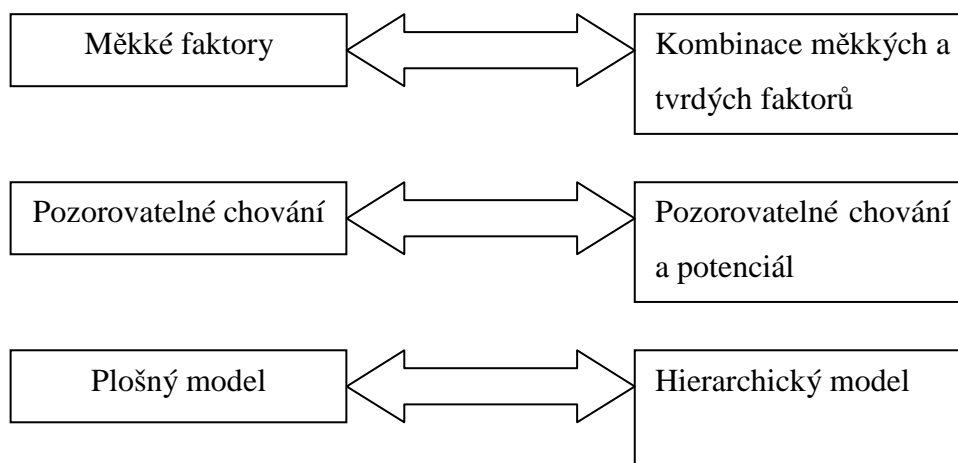 Měkké faktory
Kombinace měkkých a
tvrdých faktorů
Pozorovatelné chování
Pozorovatelné chování
a potenciál
Plošný model
Hierarchický model